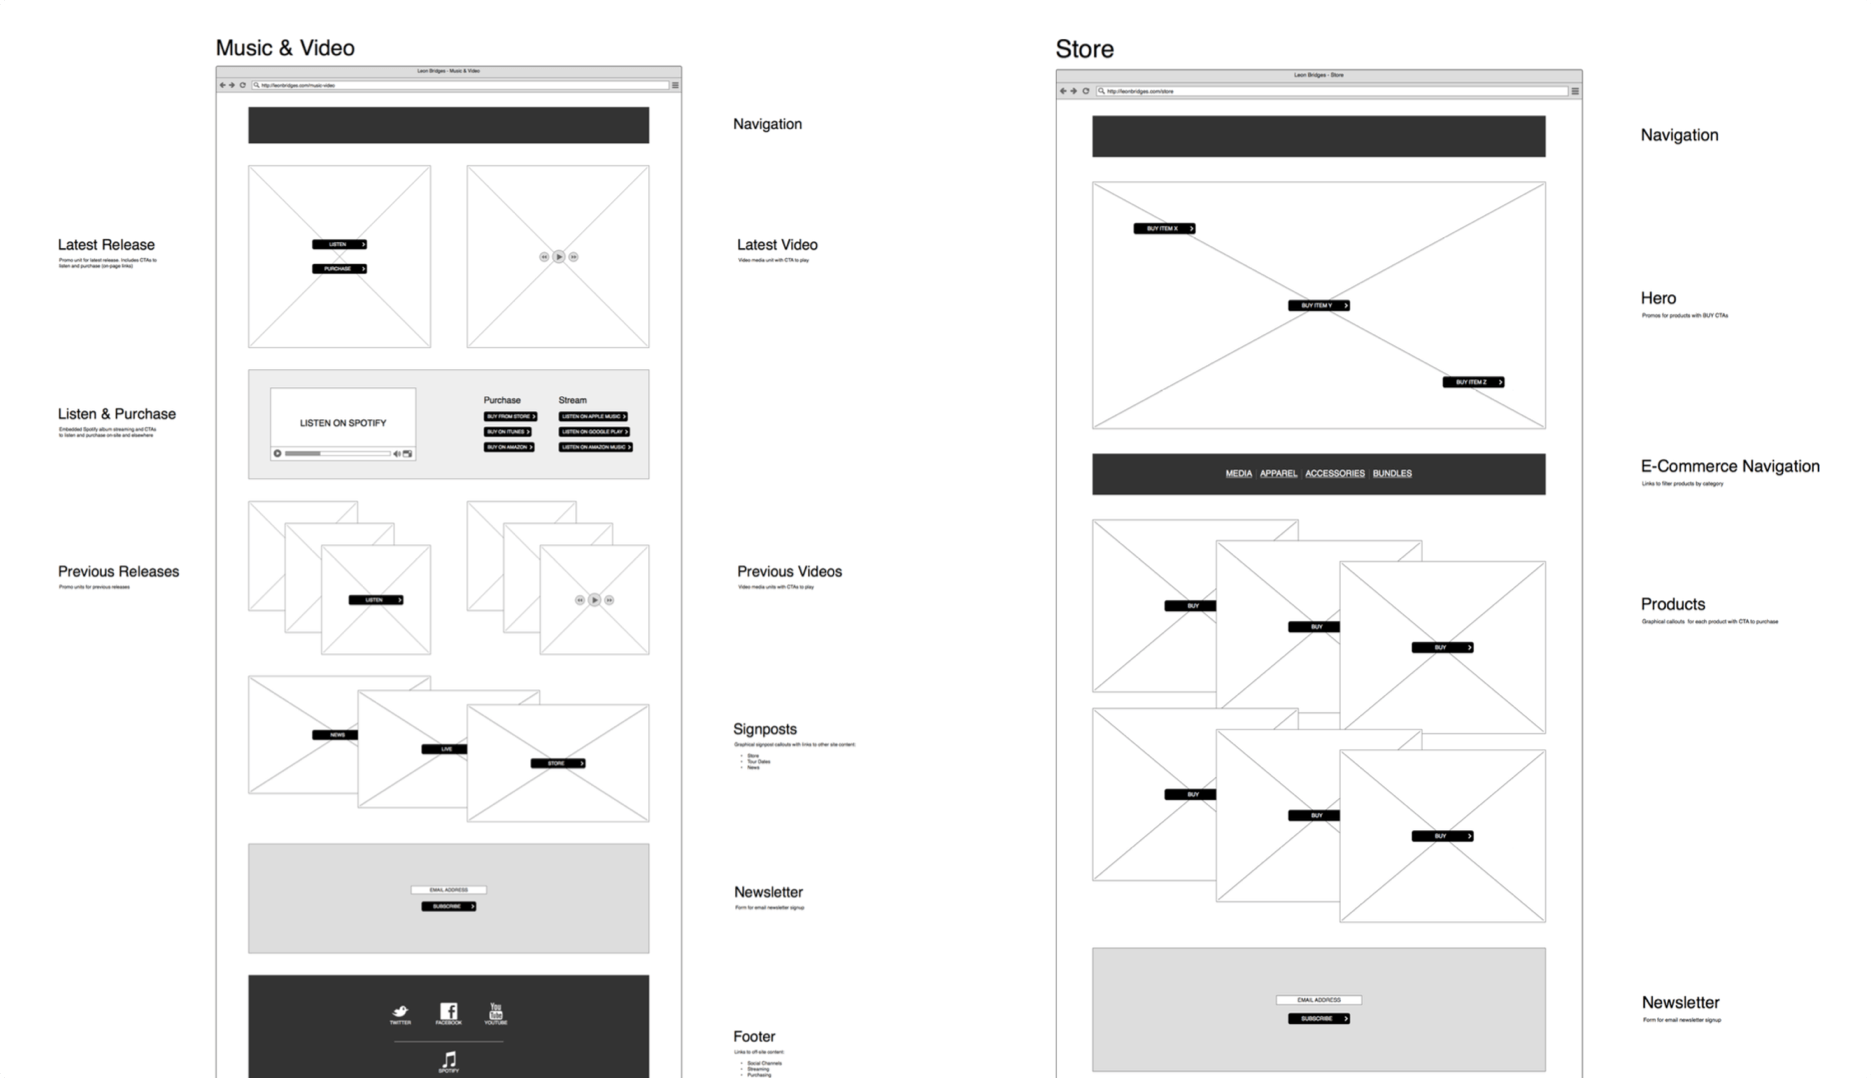 Music & Video
Leon Bridges - Music & Video
http://leonbridges.com/music-video
Navigation
Latest Release
Promo unit for latest release. Includes CTAs to
listen and purchase (on-page links)
LISTEN
PURCHASE
Latest Video
Video media unit with CTA to play
Listen & Purchase
Embedded Spotify album streaming and CTAs
to listen and purchase on-site and elsewhere
LISTEN ON SPOTIFY
Purchase
BUY FROM STORE
BUY ON ITUNES
BUY ON AMAZON
Stream
LISTEN ON APPLE MUSIC
LISTEN ON GOOGLE PLAY
LISTEN ON AMAZON MUSIC
Previous Releases
Promo units for previous releases
LISTEN
Previous Videos
Video media units with CTAs to play
NEWS
LIVE
STORE
Signposts
Graphical signpost callouts with links to other site content:
• Store
• Tour Dates
• News
EMAIL ADDRESS
SUBSCRIBE
Newsletter
Form for email newsletter signup
TWITTER
FACEBOOK
You
Tube
YOUTUBE
SPOTIFY
Footer
Links to off-site content:
• Social Channels
• Streaming
• Purchasing
Store
Leon Bridges - Store
http://leonbridges.com/store
Navigation
BUY ITEM X
BUY ITEM Y
BUY ITEM Z
Hero
Promos for products with BUY CTAs
MEDIA APPAREL ACCESSORIES BUNDLES
E-Commerce Navigation
Links to filter products by category
BUY
BUY
BUY
Products
Graphical callouts for each product with CTA to purchase
BUY
BUY
BUY
EMAIL ADDRESS
SUBSCRIBE
Newsletter
Form for email newsletter signup